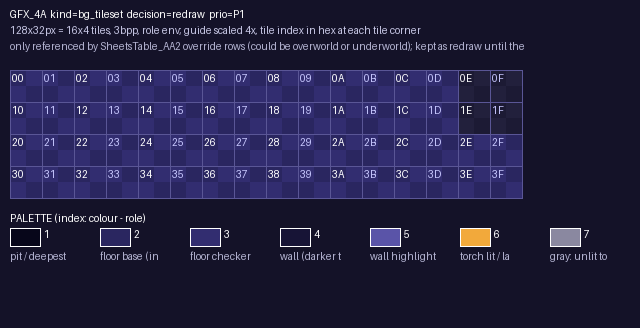 GFX_4A kind=bg_tileset decision=redraw prio=P1
128x32px = 16x4 tiles, 3bpp, role env; guide scaled 4x, tile index in hex at tile corner
only referenced by SheetsTable_AA2 override rows (could be overworld or underworld); kept as redraw until the
00 01 02 03 04 05 06 07 08 09 0A 0B 0C 0D 0E 0F
10 11 12 13 14 15 16 17 18 19 1A 1B 1C 1D 1E 1F
20 21 22 23 24 25 26 27 28 29 2A 2B 2C 2D 2E 2F
30 31 32 33 34 35 36 37 38 39 3A 3B 3C 3D 3E 3F
PALETTE (index: colour - role)
1 2 3 4 5 6 7
pit / deepest floor base (in floor checker wall (darker t wall highlight torch lit / la gray: unlit to